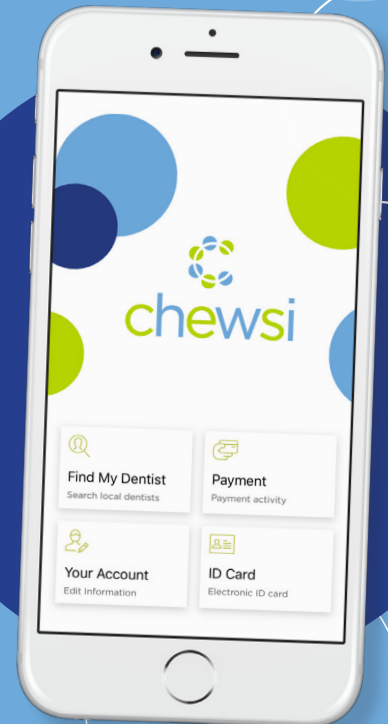 chewsi
Find My Dentist
Search local dentists
Payment
Payment activity
Your Account
Edit Information
ID Card
Electronic ID card